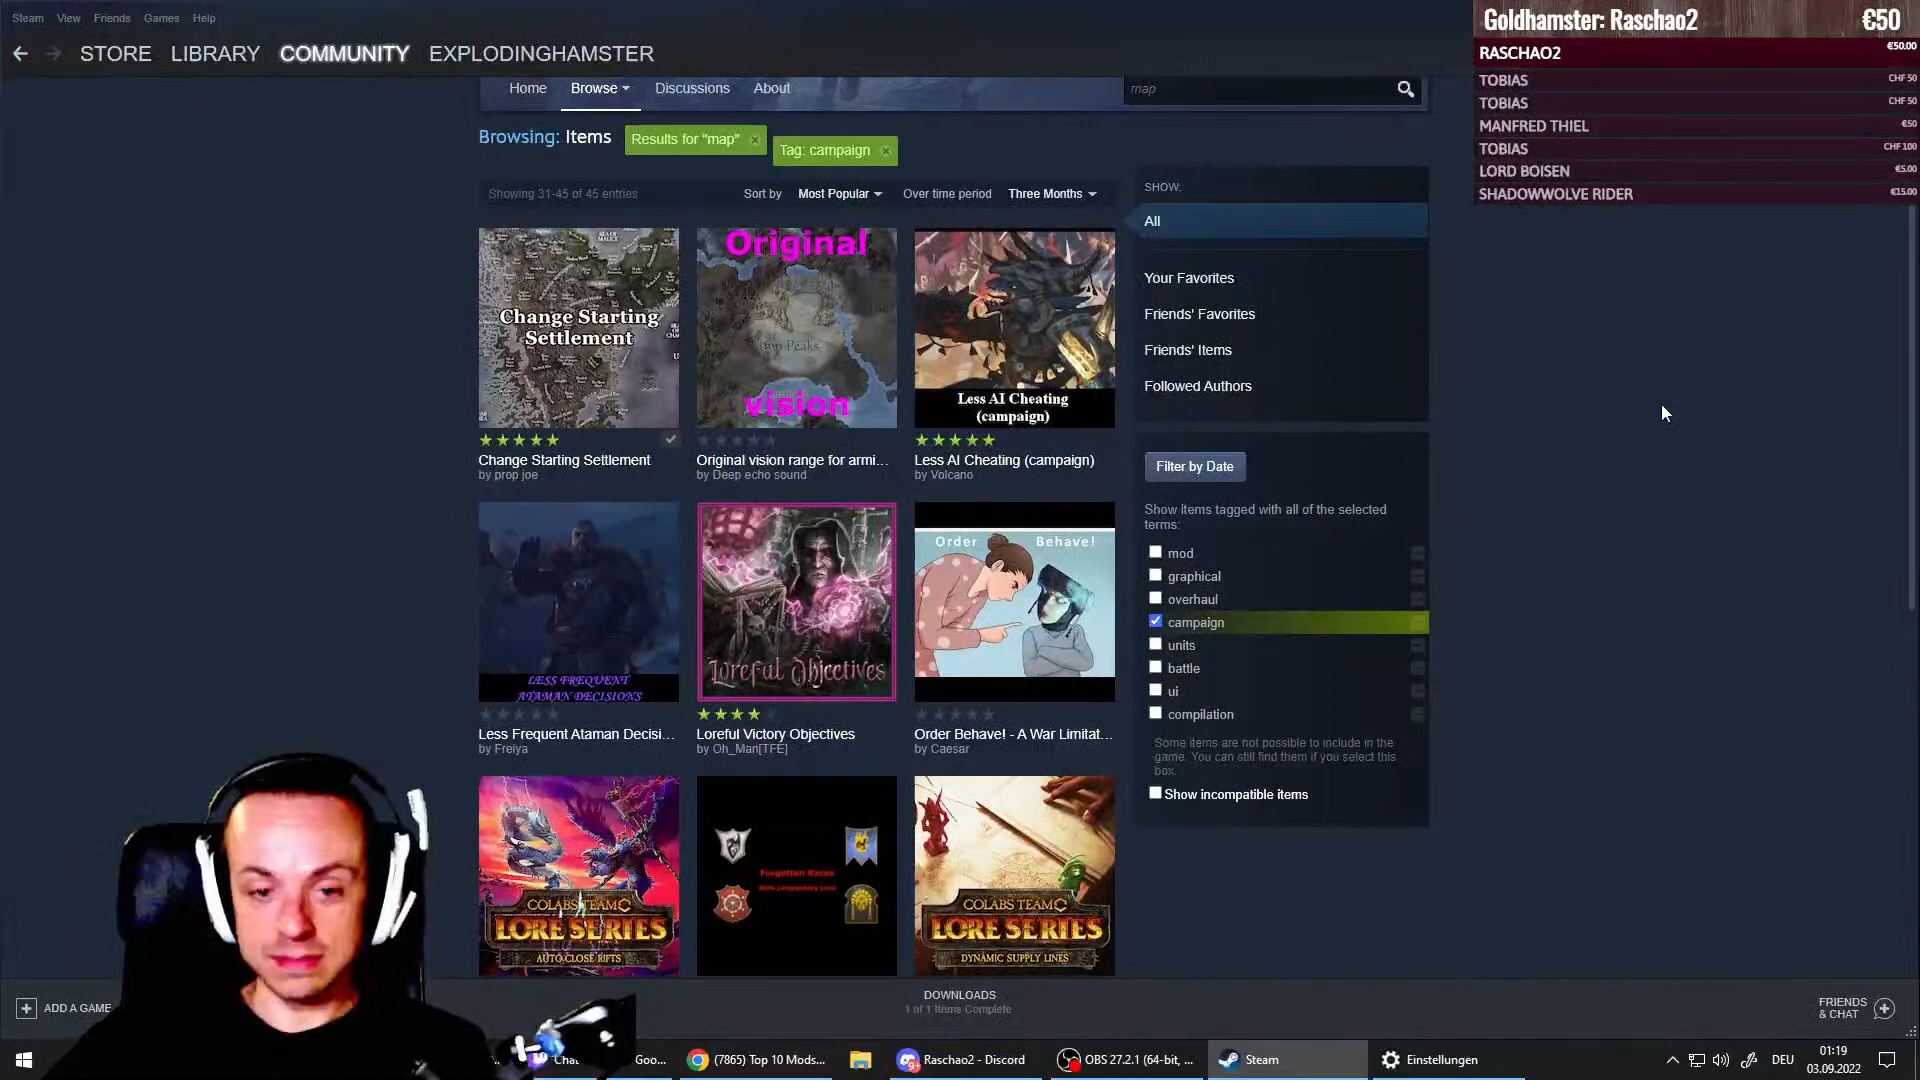 Steam View Friends Games Help
STORE LIBRARY COMMUNITY EXPLODINGHAMSTER
Goldhamster: Raschao2 €50
RASCHAO2 €50.00
TOBIAS CHF 50
TOBIAS CHF 50
MANFRED THIEL €50
TOBIAS CHF 100
LORD BOISEN €5.00
SHADOWWOLVE RIDER €15.00
Home Browse Discussions About map
Browsing: Items Results for "map" x Tag: campaign x
Showing 31-45 of 45 entries Sort by Most Popular Over time period Three Months
SHOW:
All
Your Favorites
Friends' Favorites
Friends' Items
Followed Authors
Filter by Date
Show items tagged with all of the selected
terms:
mod
graphical
overhaul
campaign
units
battle
ui
compilation
Some items are not possible to include in the
game. You can still find them if you select this
box.
Show incompatible items
Change Starting
Settlement
Change Starting Settlement
by prop joe
Original
vision
Original vision range for armi...
by Deep echo sound
Less AI Cheating
(campaign)
Less AI Cheating (campaign)
by Volcano
LESS FREQUENT
ATAMAN DECISIONS
Less Frequent Ataman Decisi...
by Freiya
Loreful Objectives
Loreful Victory Objectives
by Oh_Man[TFE]
Order Behave!
Order Behave! - A War Limitat...
by Caesar
COLABS TEAM
LORE SERIES
AUTO CLOSE RIFTS
Forgotten Races
With Legendary Lord
COLABS TEAM
LORE SERIES
DYNAMIC SUPPLY LINES
ADD A GAME
DOWNLOADS
1 of 1 Items Complete
FRIENDS
& CHAT
Goo...
(7865) Top 10 Mods...
9+
Raschao2 - Discord
OBS 27.2.1 (64-bit, ...
Steam
Einstellungen
DEU
01:19
03.09.2022